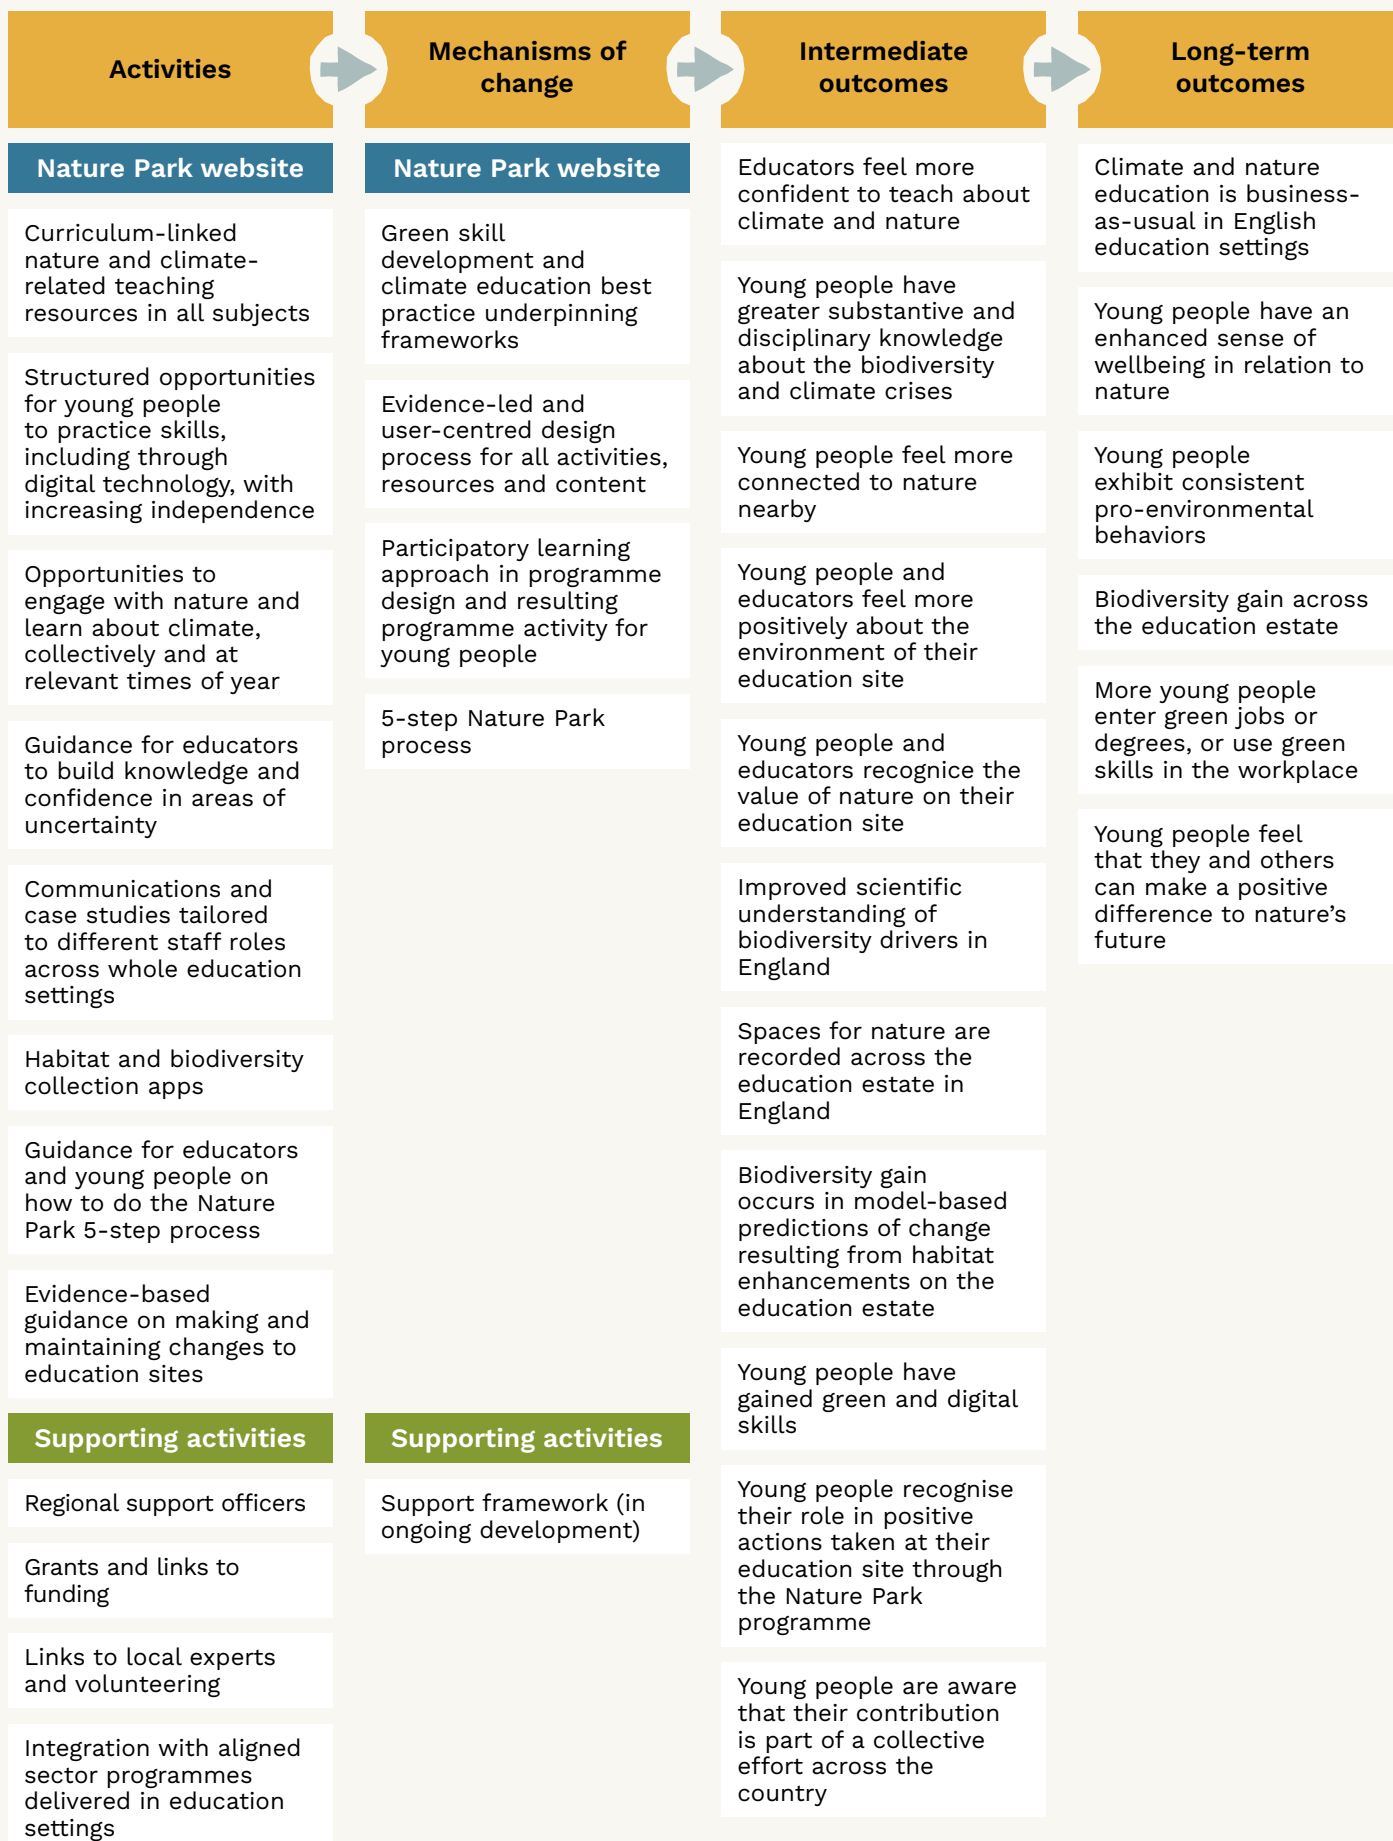 Activities
Mechanisms of
change
Intermediate
outcomes
Long-term
outcomes
Nature Park website
Curriculum-linked
nature and climate-
related teaching
resources in all subjects
Structured opportunities
for young people
to practice skills,
including through
digital technology, with
increasing independence
Opportunities to
engage with nature and
learn about climate,
collectively and at
relevant times of year
Guidance for educators
to build knowledge and
confidence in areas of
uncertainty
Communications and
case studies tailored
to different staff roles
across whole education
settings
Habitat and biodiversity
collection apps
Guidance for educators
and young people on
how to do the Nature
Park 5-step process
Evidence-based
guidance on making and
maintaining changes to
education sites
Supporting activities
Regional support officers
Grants and links to
funding
Links to local experts
and volunteering
Integration with aligned
sector programmes
delivered in education
settings
Nature Park website
Green skill
development and
climate education best
practice underpinning
frameworks
Evidence-led and
user-centred design
process for all activities,
resources and content
Participatory learning
approach in programme
design and resulting
programme activity for
young people
5-step Nature Park
process
Supporting activities
Support framework (in
ongoing development)
Educators feel more
confident to teach about
climate and nature
Young people have
greater substantive and
disciplinary knowledge
about the biodiversity
and climate crises
Young people feel more
connected to nature
nearby
Young people and
educators feel more
positively about the
environment of their
education site
Young people and
educators recognice the
value of nature on their
education site
Improved scientific
understanding of
biodiversity drivers in
England
Spaces for nature are
recorded across the
education estate in
England
Biodiversity gain
occurs in model-based
predictions of change
resulting from habitat
enhancements on the
education estate
Young people have
gained green and digital
skills
Young people recognise
their role in positive
actions taken at their
education site through
the Nature Park
programme
Young people are aware
that their contribution
is part of a collective
effort across the
country
Climate and nature
education is business-
as-usual in English
education settings
Young people have an
enhanced sense of
wellbeing in relation to
nature
Young people
exhibit consistent
pro-environmental
behaviors
Biodiversity gain across
the education estate
More young people
enter green jobs or
degrees, or use green
skills in the workplace
Young people feel
that they and others
can make a positive
difference to nature’s
future